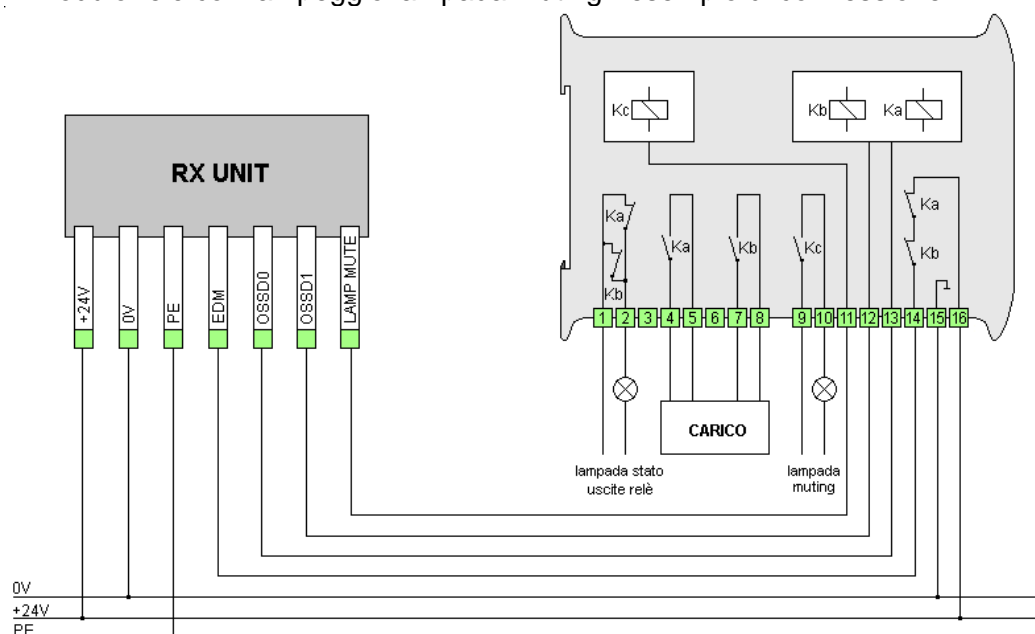 Kc
Kb
Ka
RX UNIT
Ka
Kb
Ka
Kb
Kc
Ka
Kb
+24V
0V
PE
EDM
OSSD0
OSSD1
LAMP MUTE
1 2 3 4 5 6 7 8 9 10 11 12 13 14 15 16
CARICO
lampada stato
uscite relè
lampada
muting
0V
+24V
PE